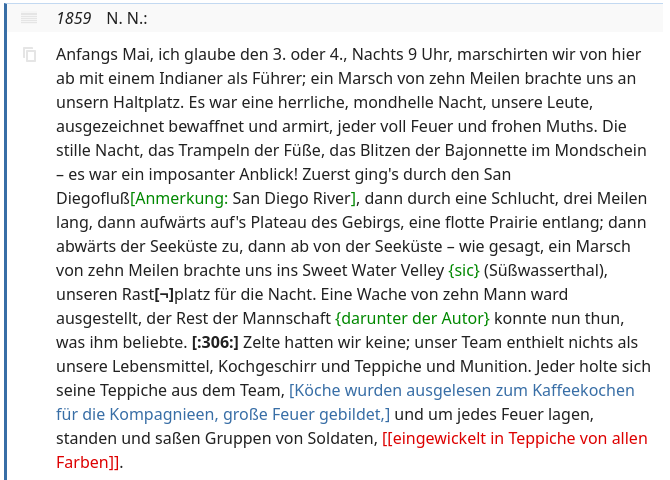 1859 N. N.:
Anfangs Mai, ich glaube den 3. oder 4., Nachts 9 Uhr, marschirten wir von hier
ab mit einem Indianer als Führer; ein Marsch von zehn Meilen brachte uns an
unsern Haltplatz. Es war eine herrliche, mondhelle Nacht, unsere Leute,
ausgezeichnet bewaffnet und armirt, jeder voll Feuer und frohen Muths. Die
stille Nacht, das Trampeln der Füße, das Blitzen der Bajonnette im Mondschein
– es war ein imposanter Anblick! Zuerst ging's durch den San
Diegofluß[Anmerkung: San Diego River], dann durch eine Schlucht, drei Meilen
lang, dann aufwärts auf's Plateau des Gebirgs, eine flotte Prairie entlang; dann
abwärts der Seeküste zu, dann ab von der Seeküste – wie gesagt, ein Marsch
von zehn Meilen brachte uns ins Sweet Water Velley {sic} (Süßwasserthal),
unseren Rast[¬]platz für die Nacht. Eine Wache von zehn Mann ward
ausgestellt, der Rest der Mannschaft {darunter der Autor} konnte nun thun,
was ihm beliebte. [:306:] Zelte hatten wir keine; unser Team enthielt nichts als
unsere Lebensmittel, Kochgeschirr und Teppiche und Munition. Jeder holte sich
seine Teppiche aus dem Team, [Köche wurden ausgelesen zum Kaffeekochen
für die Kompagnieen, große Feuer gebildet,] und um jedes Feuer lagen,
standen und saßen Gruppen von Soldaten, [[eingewickelt in Teppiche von allen
Farben]].